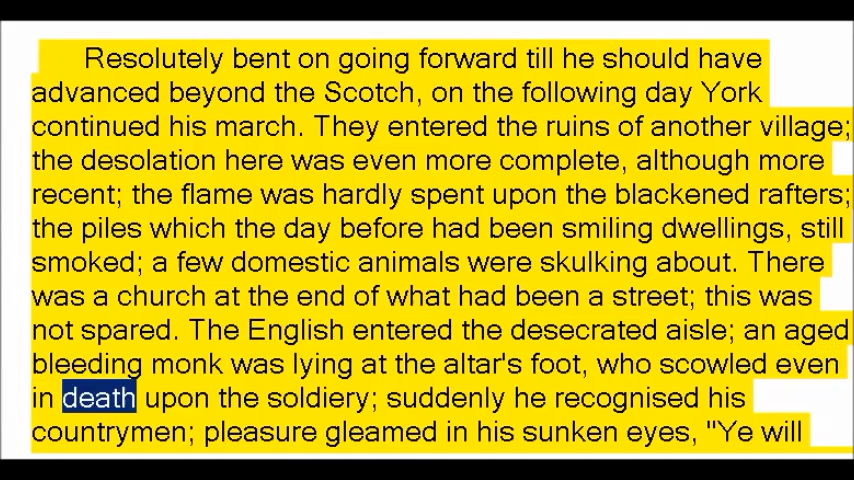 Resolutely bent on going forward till he should have
advanced beyond the Scotch, on the following day York
continued his march. They entered the ruins of another village;
the desolation here was even more complete, although more
recent; the flame was hardly spent upon the blackened rafters;
the piles which the day before had been smiling dwellings, still
smoked; a few domestic animals were skulking about. There
was a church at the end of what had been a street; this was
not spared. The English entered the desecrated aisle; an aged
bleeding monk was lying at the altar's foot, who scowled even
in death upon the soldiery; suddenly he recognised his
countrymen; pleasure gleamed in his sunken eyes, "Ye will